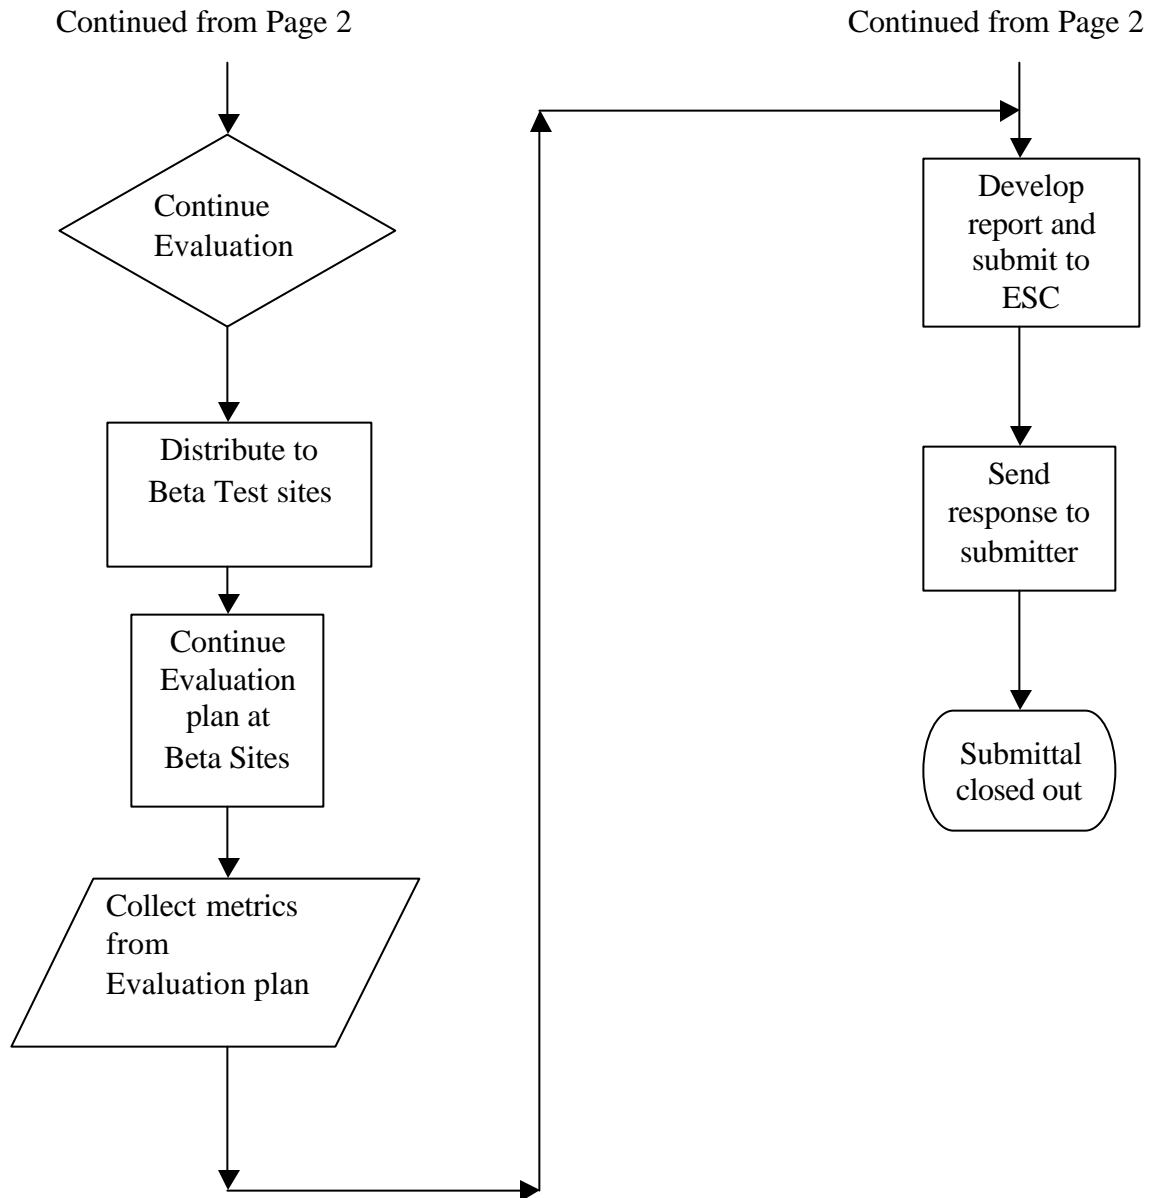 Continued from Page 2
Continue
Evaluation
Distribute to
Beta Test sites
Continue
Evaluation
plan at
Beta Sites
Collect metrics
from
Evaluation plan
Continued from Page 2
Develop
report and
submit to
ESC
Send
response to
submitter
Submittal
closed out